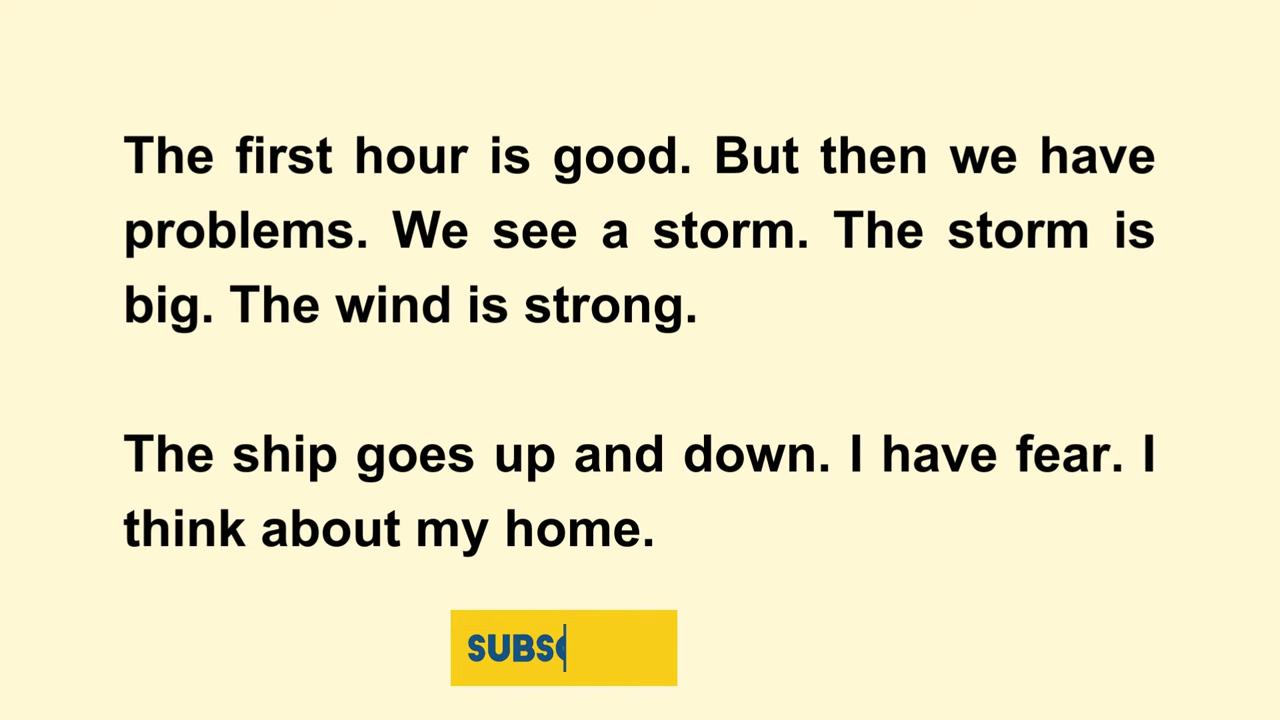 The first hour is good. But then we have
problems. We see a storm. The storm is
big. The wind is strong.
The ship goes up and down. I have fear. I
think about my home.
SUBS